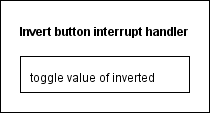 Invert button interrupt handler
toggle value of inverted